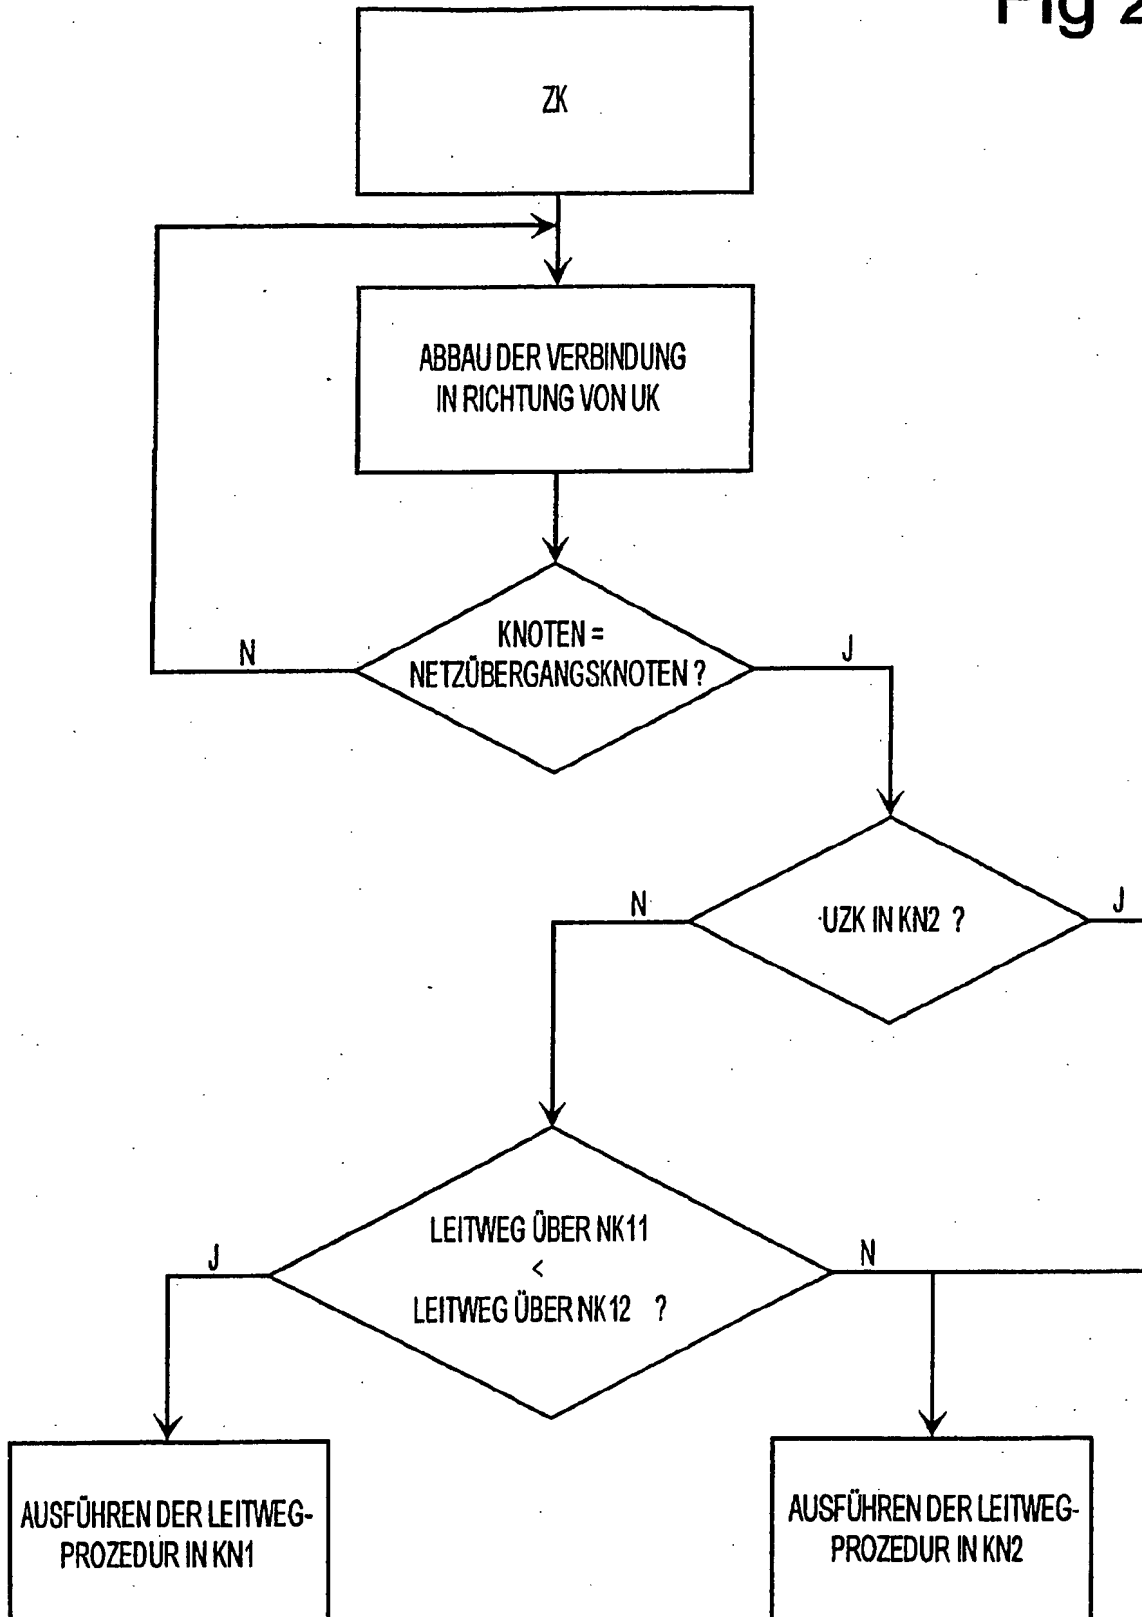 Fig 2
ZK
ABBAU DER VERBINDUNG
IN RICHTUNG VON UK
KNOTEN =
NETZÜBERGANGSKNOTEN ?
N
J
UZK IN KN2 ?
N
J
LEITWEG ÜBER NK11
<
LEITWEG ÜBER NK12 ?
J
N
AUSFÜHREN DER LEITWEG-
PROZEDUR IN KN1
AUSFÜHREN DER LEITWEG-
PROZEDUR IN KN2